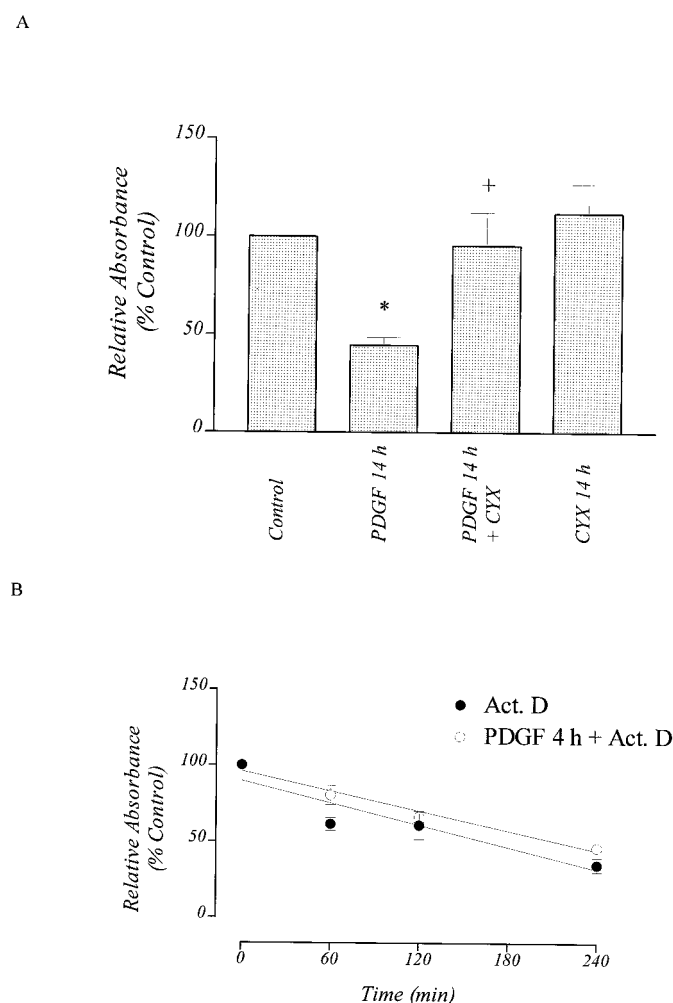 A
Relative Absorbance
(% Control)
150
100
50
0
*
+
Control
PDGF 14 h
PDGF 14 h
+ CYX
CYX 14 h
B
Relative Absorbance
(% Control)
150
100
50
0
Act. D
PDGF 4 h + Act. D
0
60
120
180
240
Time (min)